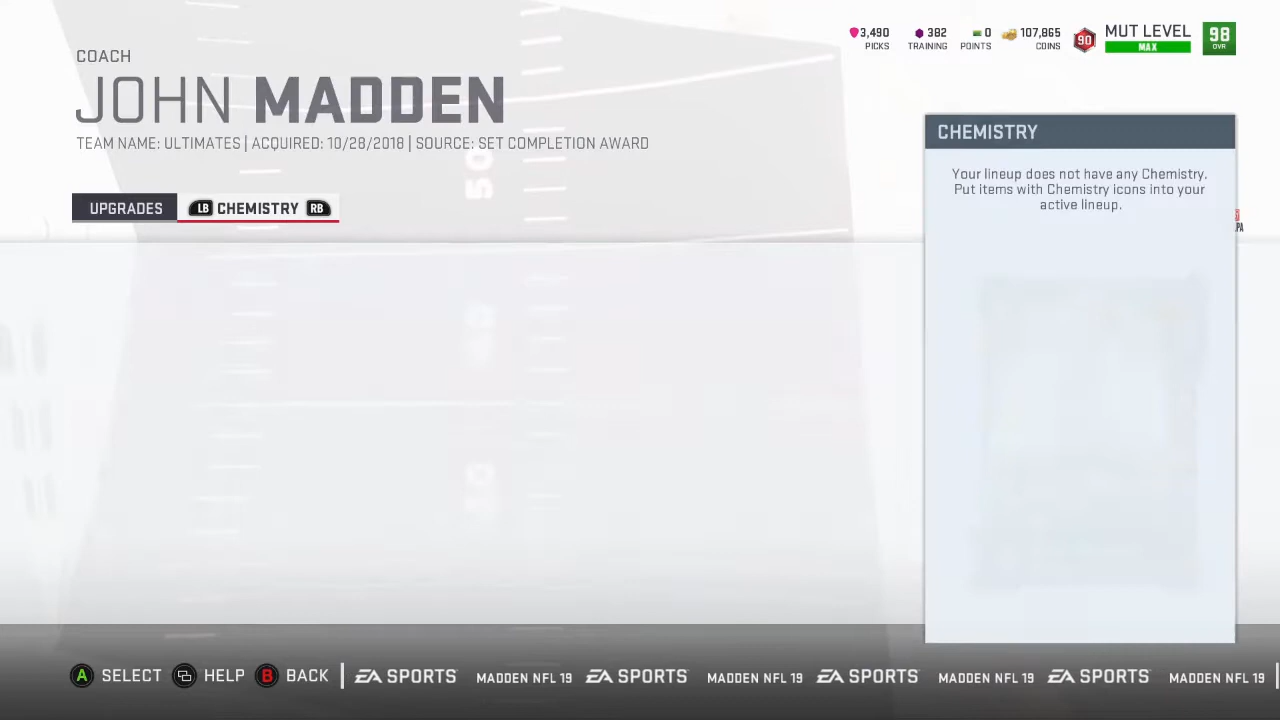 COACH
JOHN MADDEN
TEAM NAME: ULTIMATES | ACQUIRED: 10/28/2018 | SOURCE: SET COMPLETION AWARD
3,490 PICKS
382 TRAINING
0 POINTS
107,865 COINS
90
MUT LEVEL
MAX
98
OVR
UPGRADES
LB CHEMISTRY RB
CHEMISTRY
Your lineup does not have any Chemistry.
Put items with Chemistry icons into your
active lineup.
50
A SELECT HELP B BACK EA SPORTS MADDEN NFL 19 EA SPORTS MADDEN NFL 19 EA SPORTS MADDEN NFL 19 EA SPORTS MADDEN NFL 19